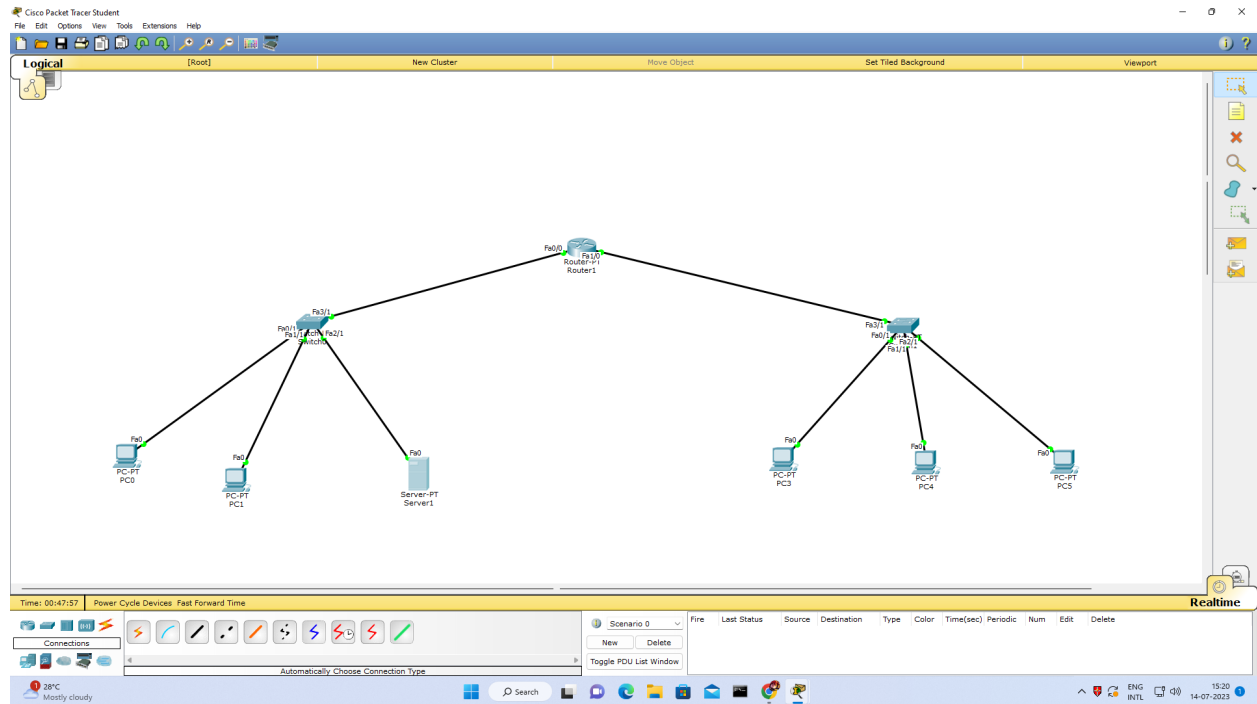 Cisco Packet Tracer Student
File Edit Options View Tools Extensions Help
Logical [Root] New Cluster Move Object Set Tiled Background Viewport
Fa0/0
Fa1/0
Router-PT
Router1
Fa3/1
Fa0/1
Fa1/1
Fa2/1
Switch0
Fa3/1
Fa0/1
Fa2/1
Fa1/1
Fa0
PC-PT
PC0
Fa0
PC-PT
PC1
Fa0
Server-PT
Server1
Fa0
PC-PT
PC3
Fa0
PC-PT
PC4
Fa0
PC-PT
PC5
Time: 00:47:57 Power Cycle Devices Fast Forward Time Realtime
Connections
Automatically Choose Connection Type
Scenario 0
New Delete
Toggle PDU List Window
Fire Last Status Source Destination Type Color Time(sec) Periodic Num Edit Delete
1
28°C
Mostly cloudy
Search
ENG
INTL
15:20
14-07-2023
1